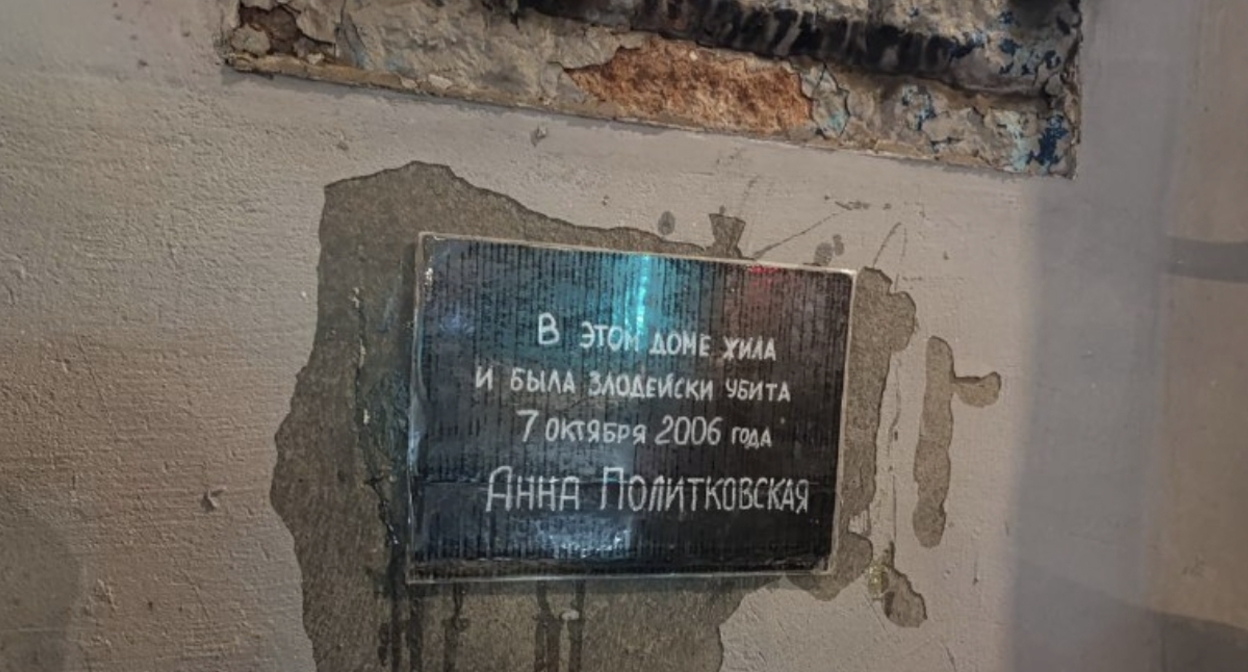 В ЭТОМ ДОМЕ ЖИЛА
И БЫЛА ЗЛОДЕЙСКИ УБИТА
7 ОКТЯБРЯ 2006 ГОДА
АННА ПОЛИТКОВСКАЯ